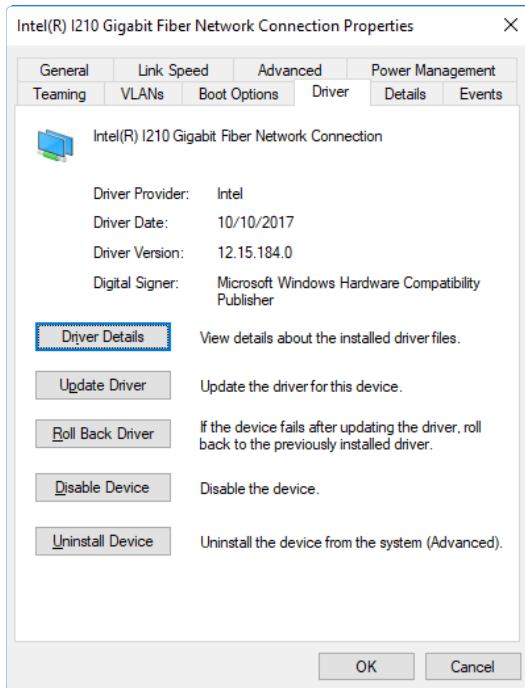 Intel(R) I210 Gigabit Fiber Network Connection Properties
General Link Speed Advanced Power Management
Teaming VLANs Boot Options Driver Details Events
Intel(R) I210 Gigabit Fiber Network Connection
Driver Provider: Intel
Driver Date: 10/10/2017
Driver Version: 12.15.184.0
Digital Signer: Microsoft Windows Hardware Compatibility
Publisher
Driver Details View details about the installed driver files.
Update Driver Update the driver for this device.
Roll Back Driver If the device fails after updating the driver, roll
back to the previously installed driver.
Disable Device Disable the device.
Uninstall Device Uninstall the device from the system (Advanced).
OK Cancel